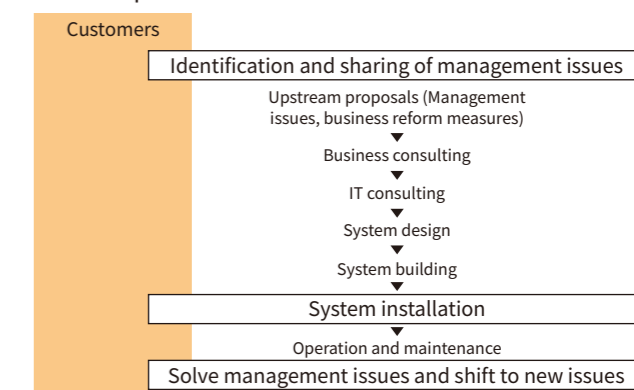 Customers
Identification and sharing of management issues
Upstream proposals (Management
issues, business reform measures)
Business consulting
IT consulting
System design
System building
System installation
Operation and maintenance
Solve management issues and shift to new issues